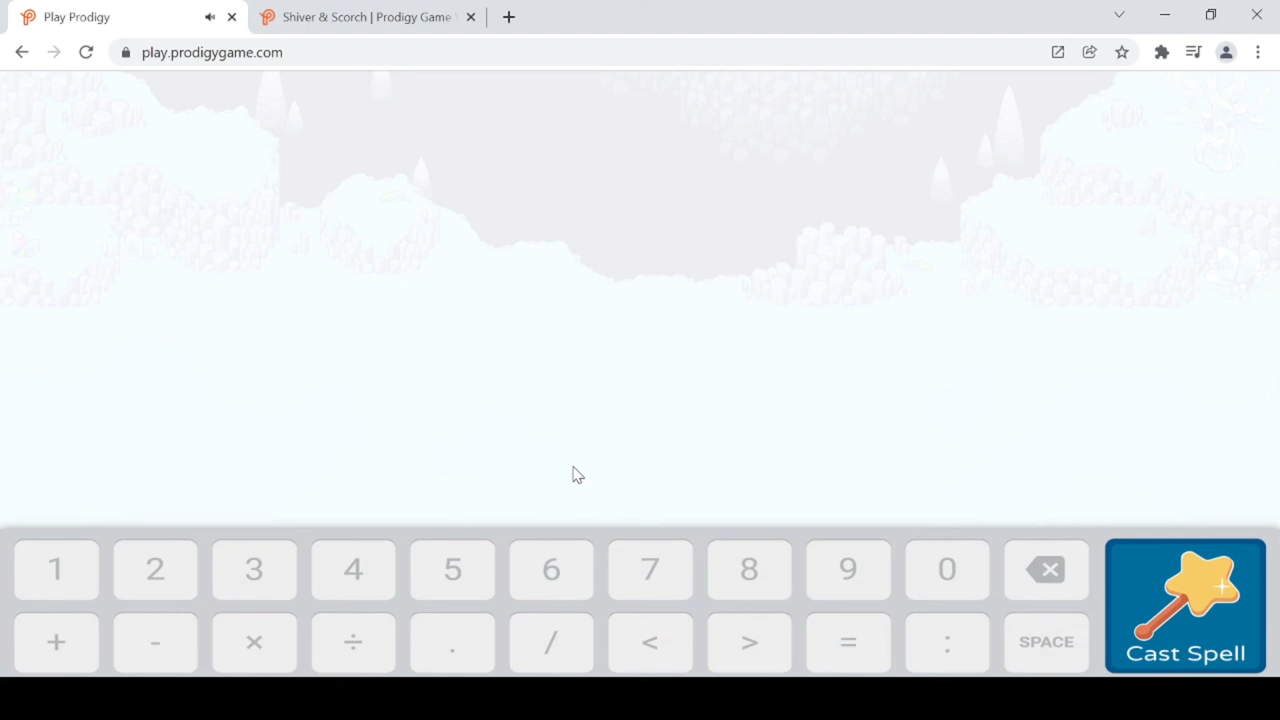 Play Prodigy
Shiver & Scorch | Prodigy Game
play.prodigygame.com
1 2 3 4 5 6 7 8 9 0
+ - × ÷ . / < > = : SPACE
Cast Spell